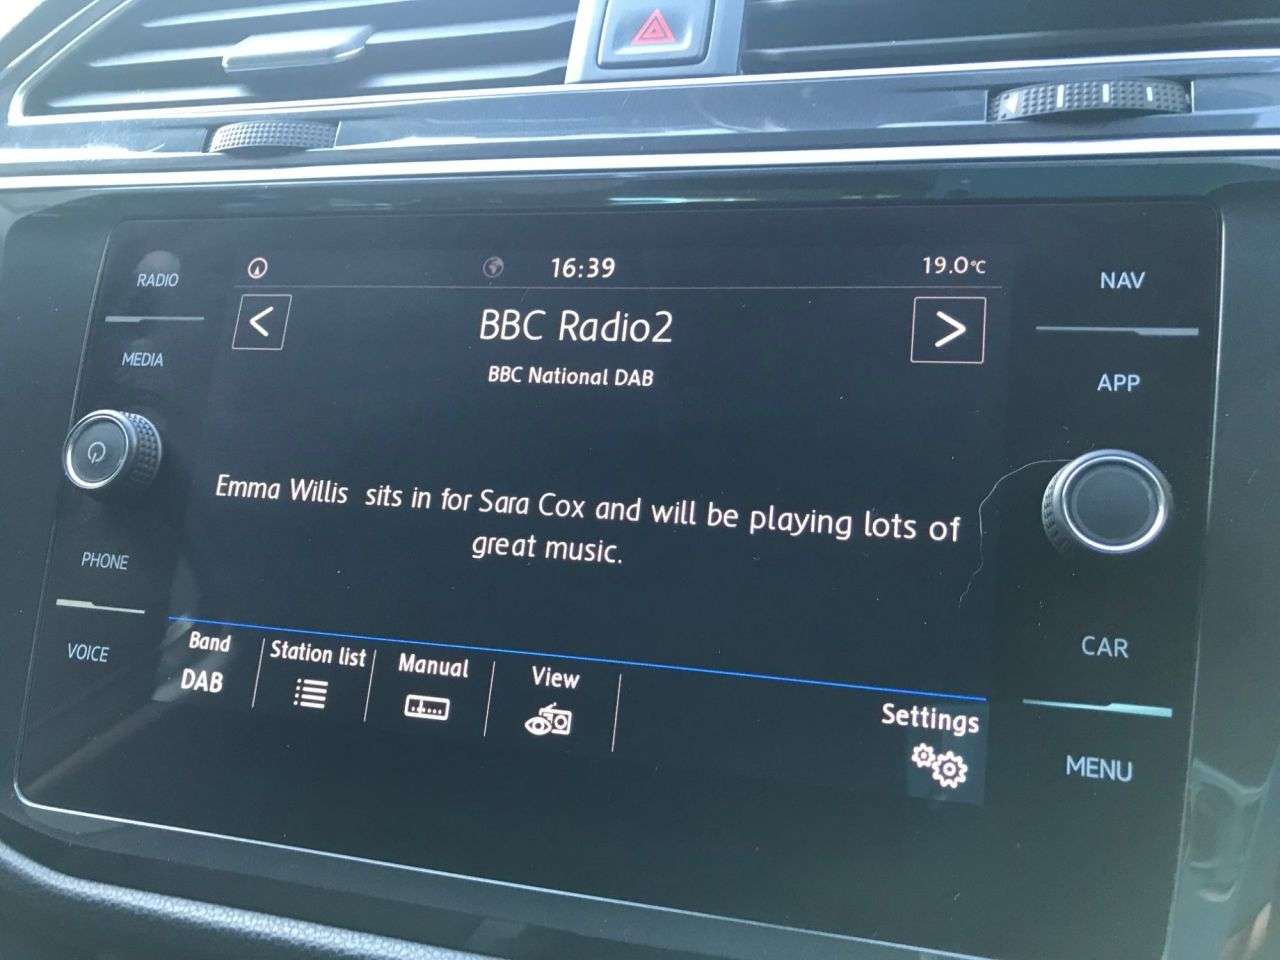 16:39 19.0°C
RADIO
MEDIA
PHONE
VOICE
BBC Radio2
BBC National DAB
Emma Willis  sits in for Sara Cox and will be playing lots of
great music.
Band
DAB
Station list
Manual
View
Settings
NAV
APP
CAR
MENU